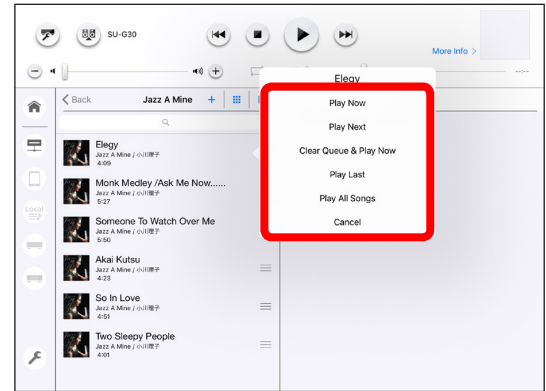 SU-G30
More Info >
--:--
Elegy
Play Now
Play Next
Clear Queue & Play Now
Play Last
Play All Songs
Cancel
Back
Jazz A Mine
Local
Elegy
Jazz A Mine / 小川理子
4:09
Monk Medley /Ask Me Now......
Jazz A Mine / 小川理子
5:27
Someone To Watch Over Me
Jazz A Mine / 小川理子
5:50
Akai Kutsu
Jazz A Mine / 小川理子
4:23
So In Love
Jazz A Mine / 小川理子
4:51
Two Sleepy People
Jazz A Mine / 小川理子
4:01